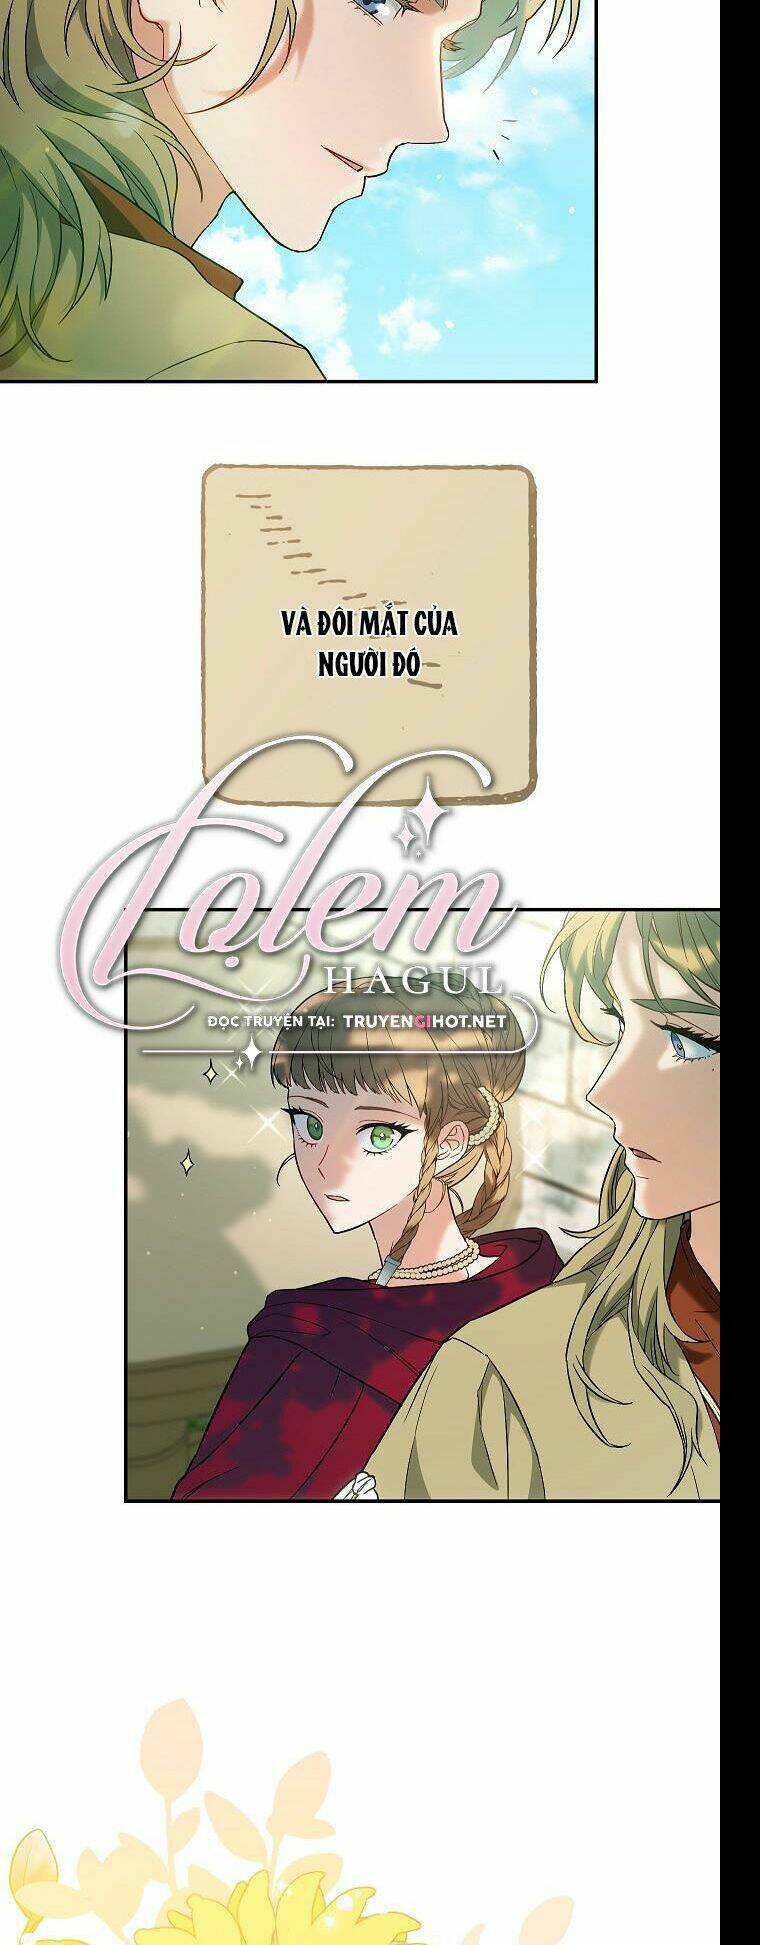 VÀ ĐÔI MẮT CỦA
NGƯỜI ĐÓ
Lọlem
HAGUL
ĐỌC TRUYỆN TẠI: TRUYENGIHOT.NET